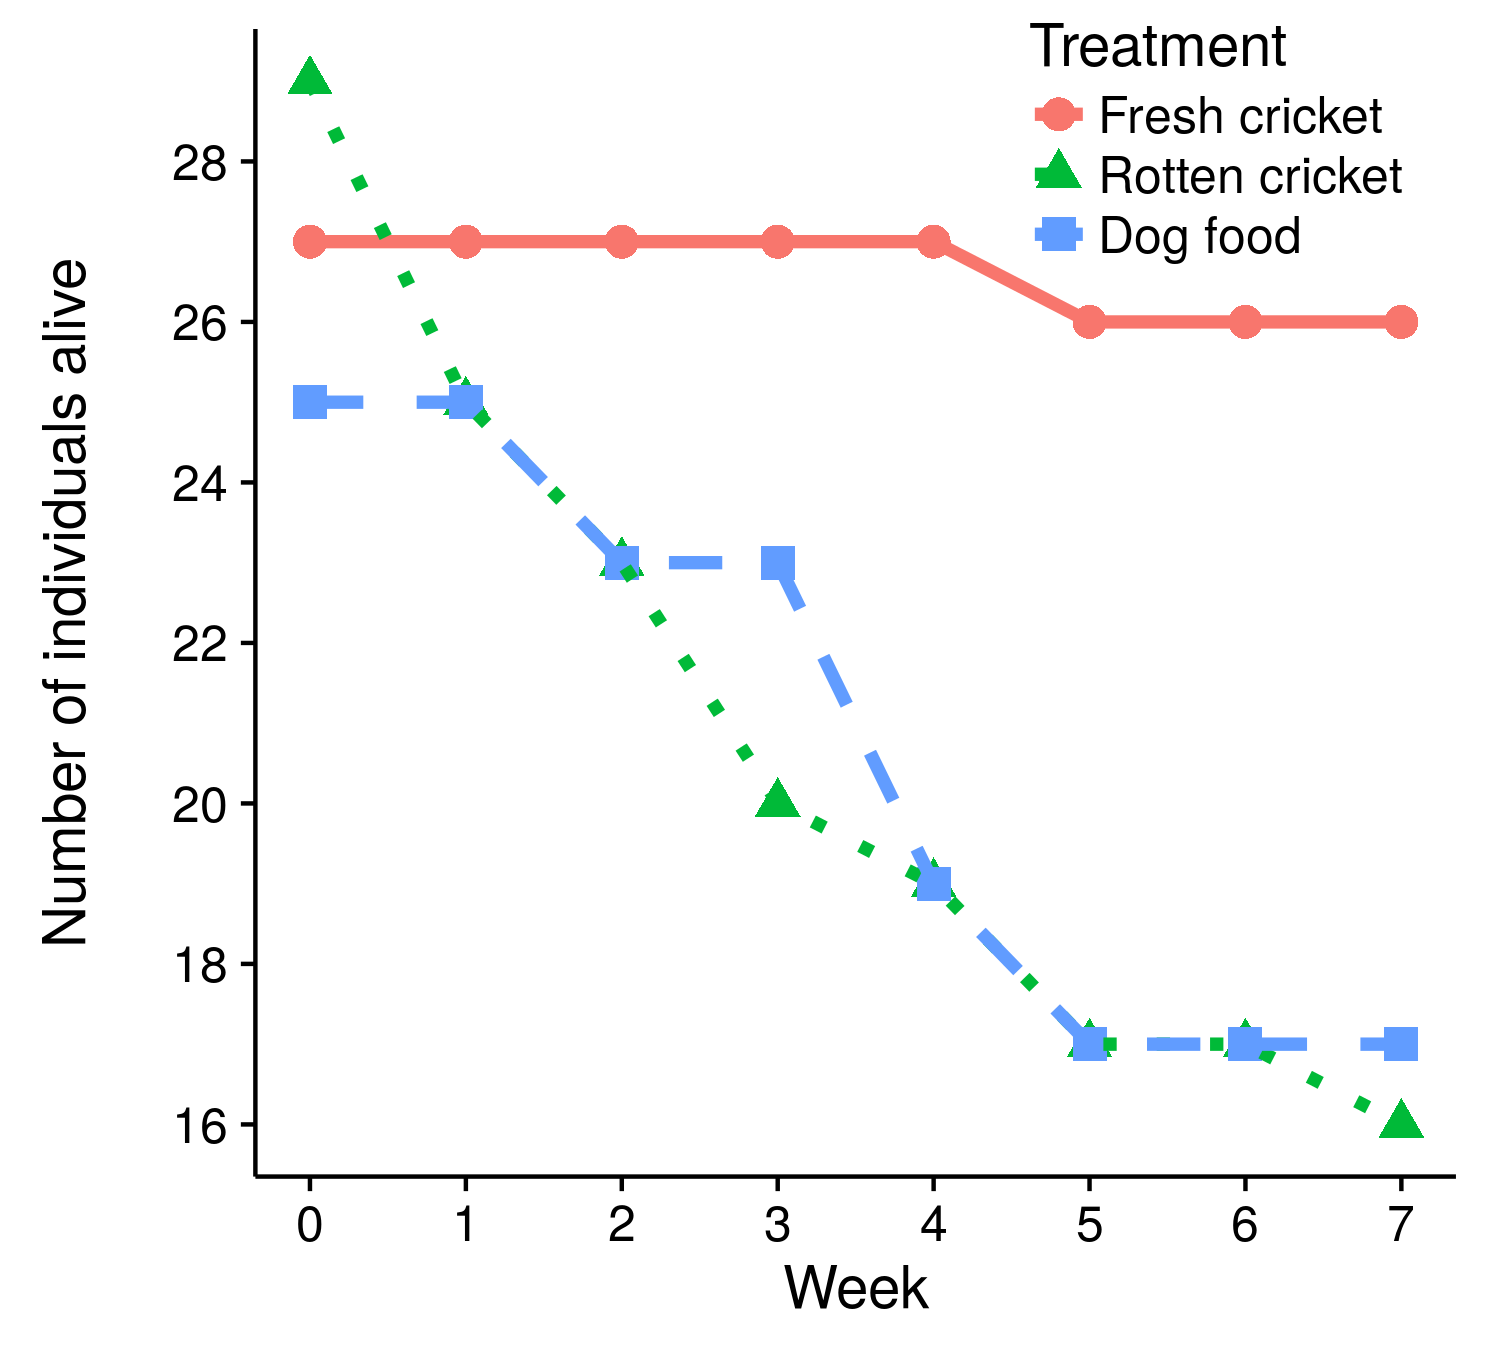 Treatment
Fresh cricket
Rotten cricket
Dog food
Number of individuals alive
28
26
24
22
20
18
16
0 1 2 3 4 5 6 7
Week